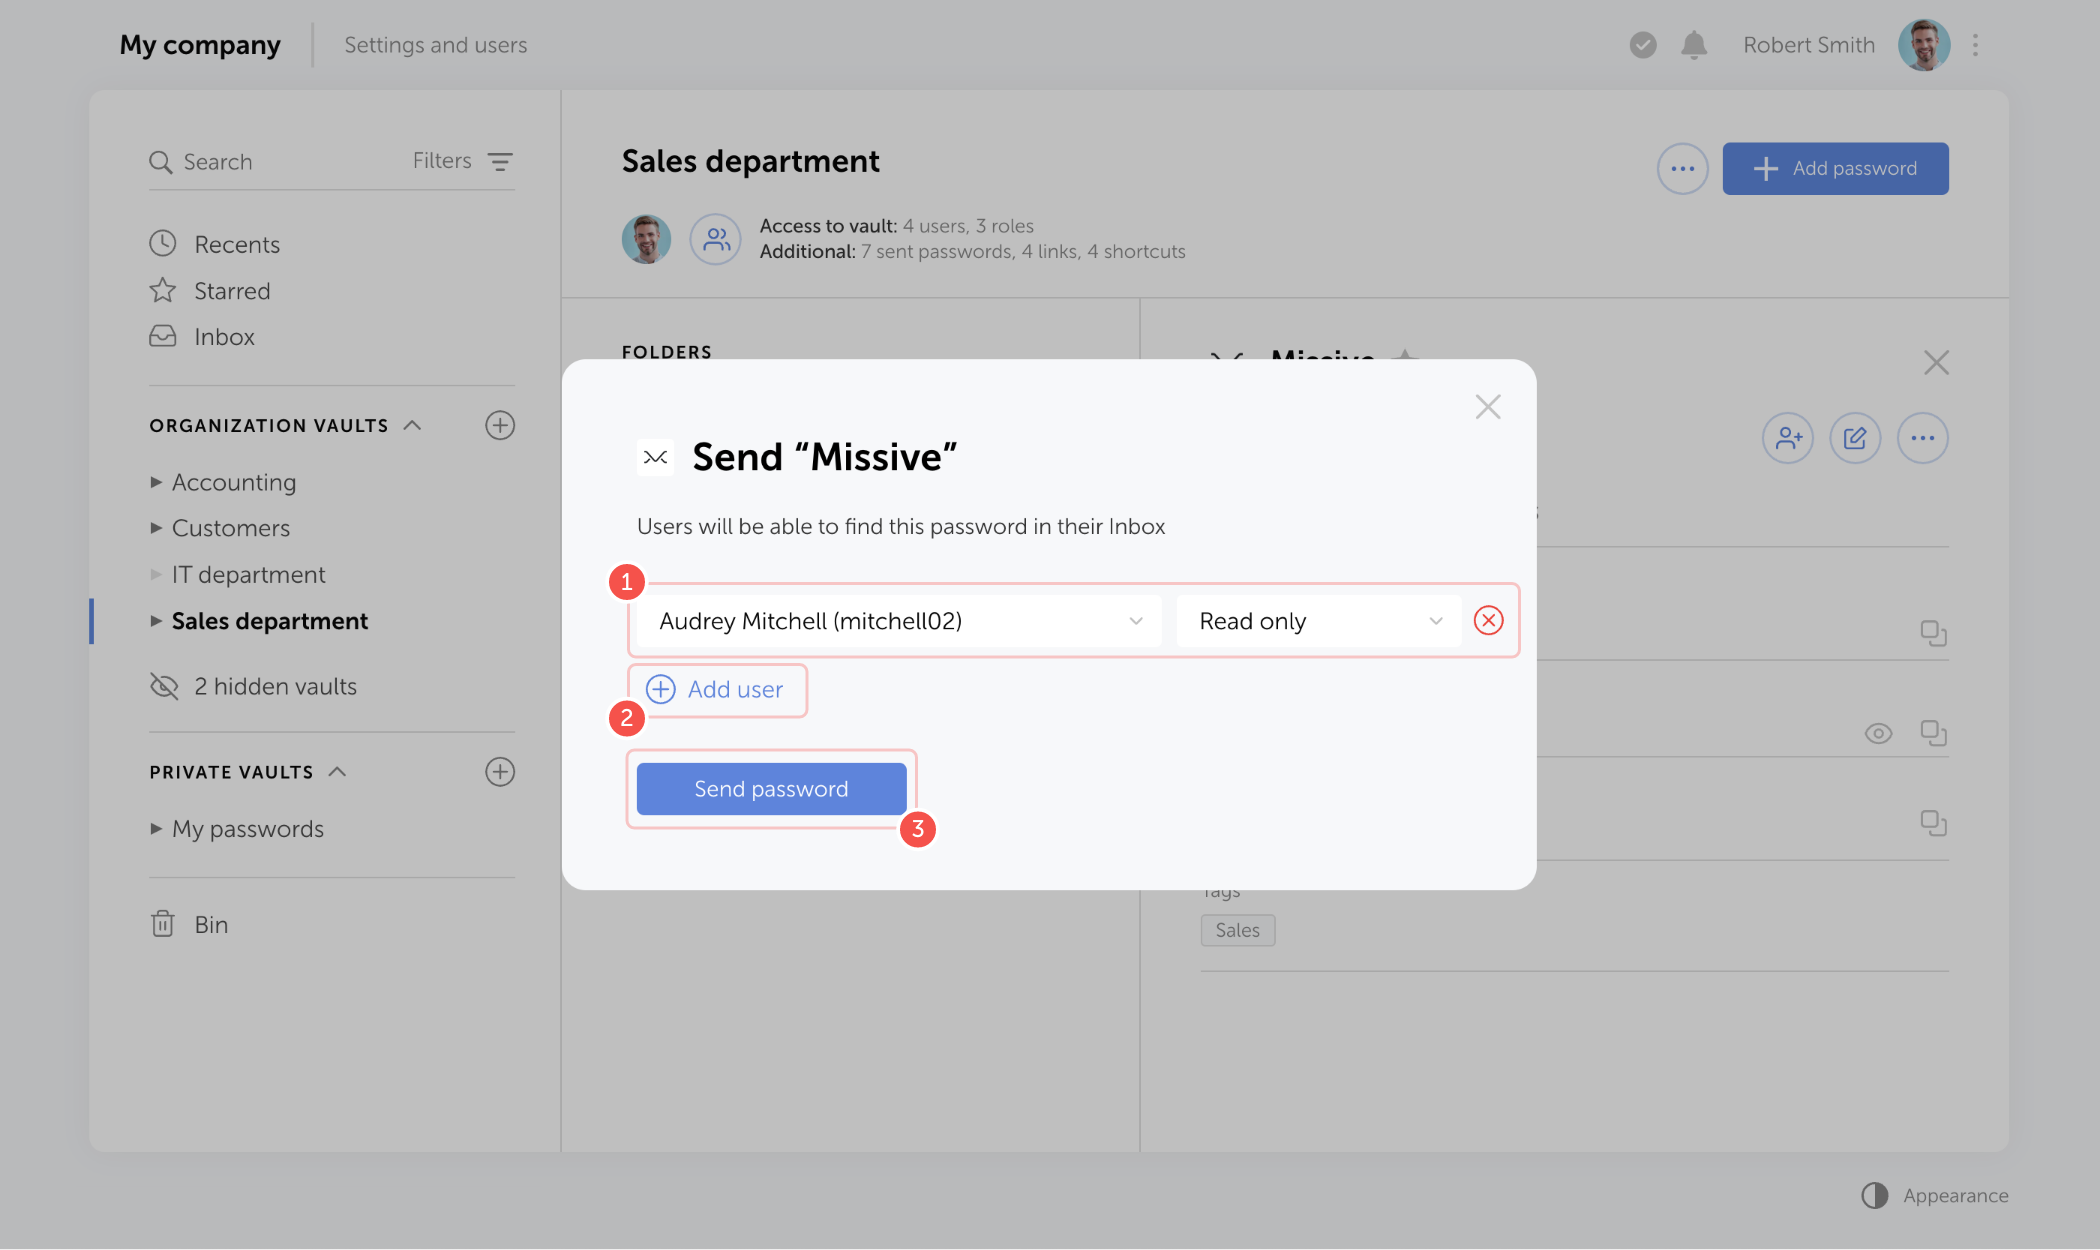 My company
Settings and users
Robert Smith
Search
Filters
Recents
Starred
Inbox
ORGANIZATION VAULTS
Accounting
Customers
IT department
Sales department
2 hidden vaults
PRIVATE VAULTS
My passwords
Bin
Sales department
Add password
Access to vault: 4 users, 3 roles
Additional: 7 sent passwords, 4 links, 4 shortcuts
FOLDERS
Missive
Send “Missive”
Users will be able to find this password in their Inbox
1
Audrey Mitchell (mitchell02)
Read only
Add user
2
Send password
3
Tags
Sales
Appearance